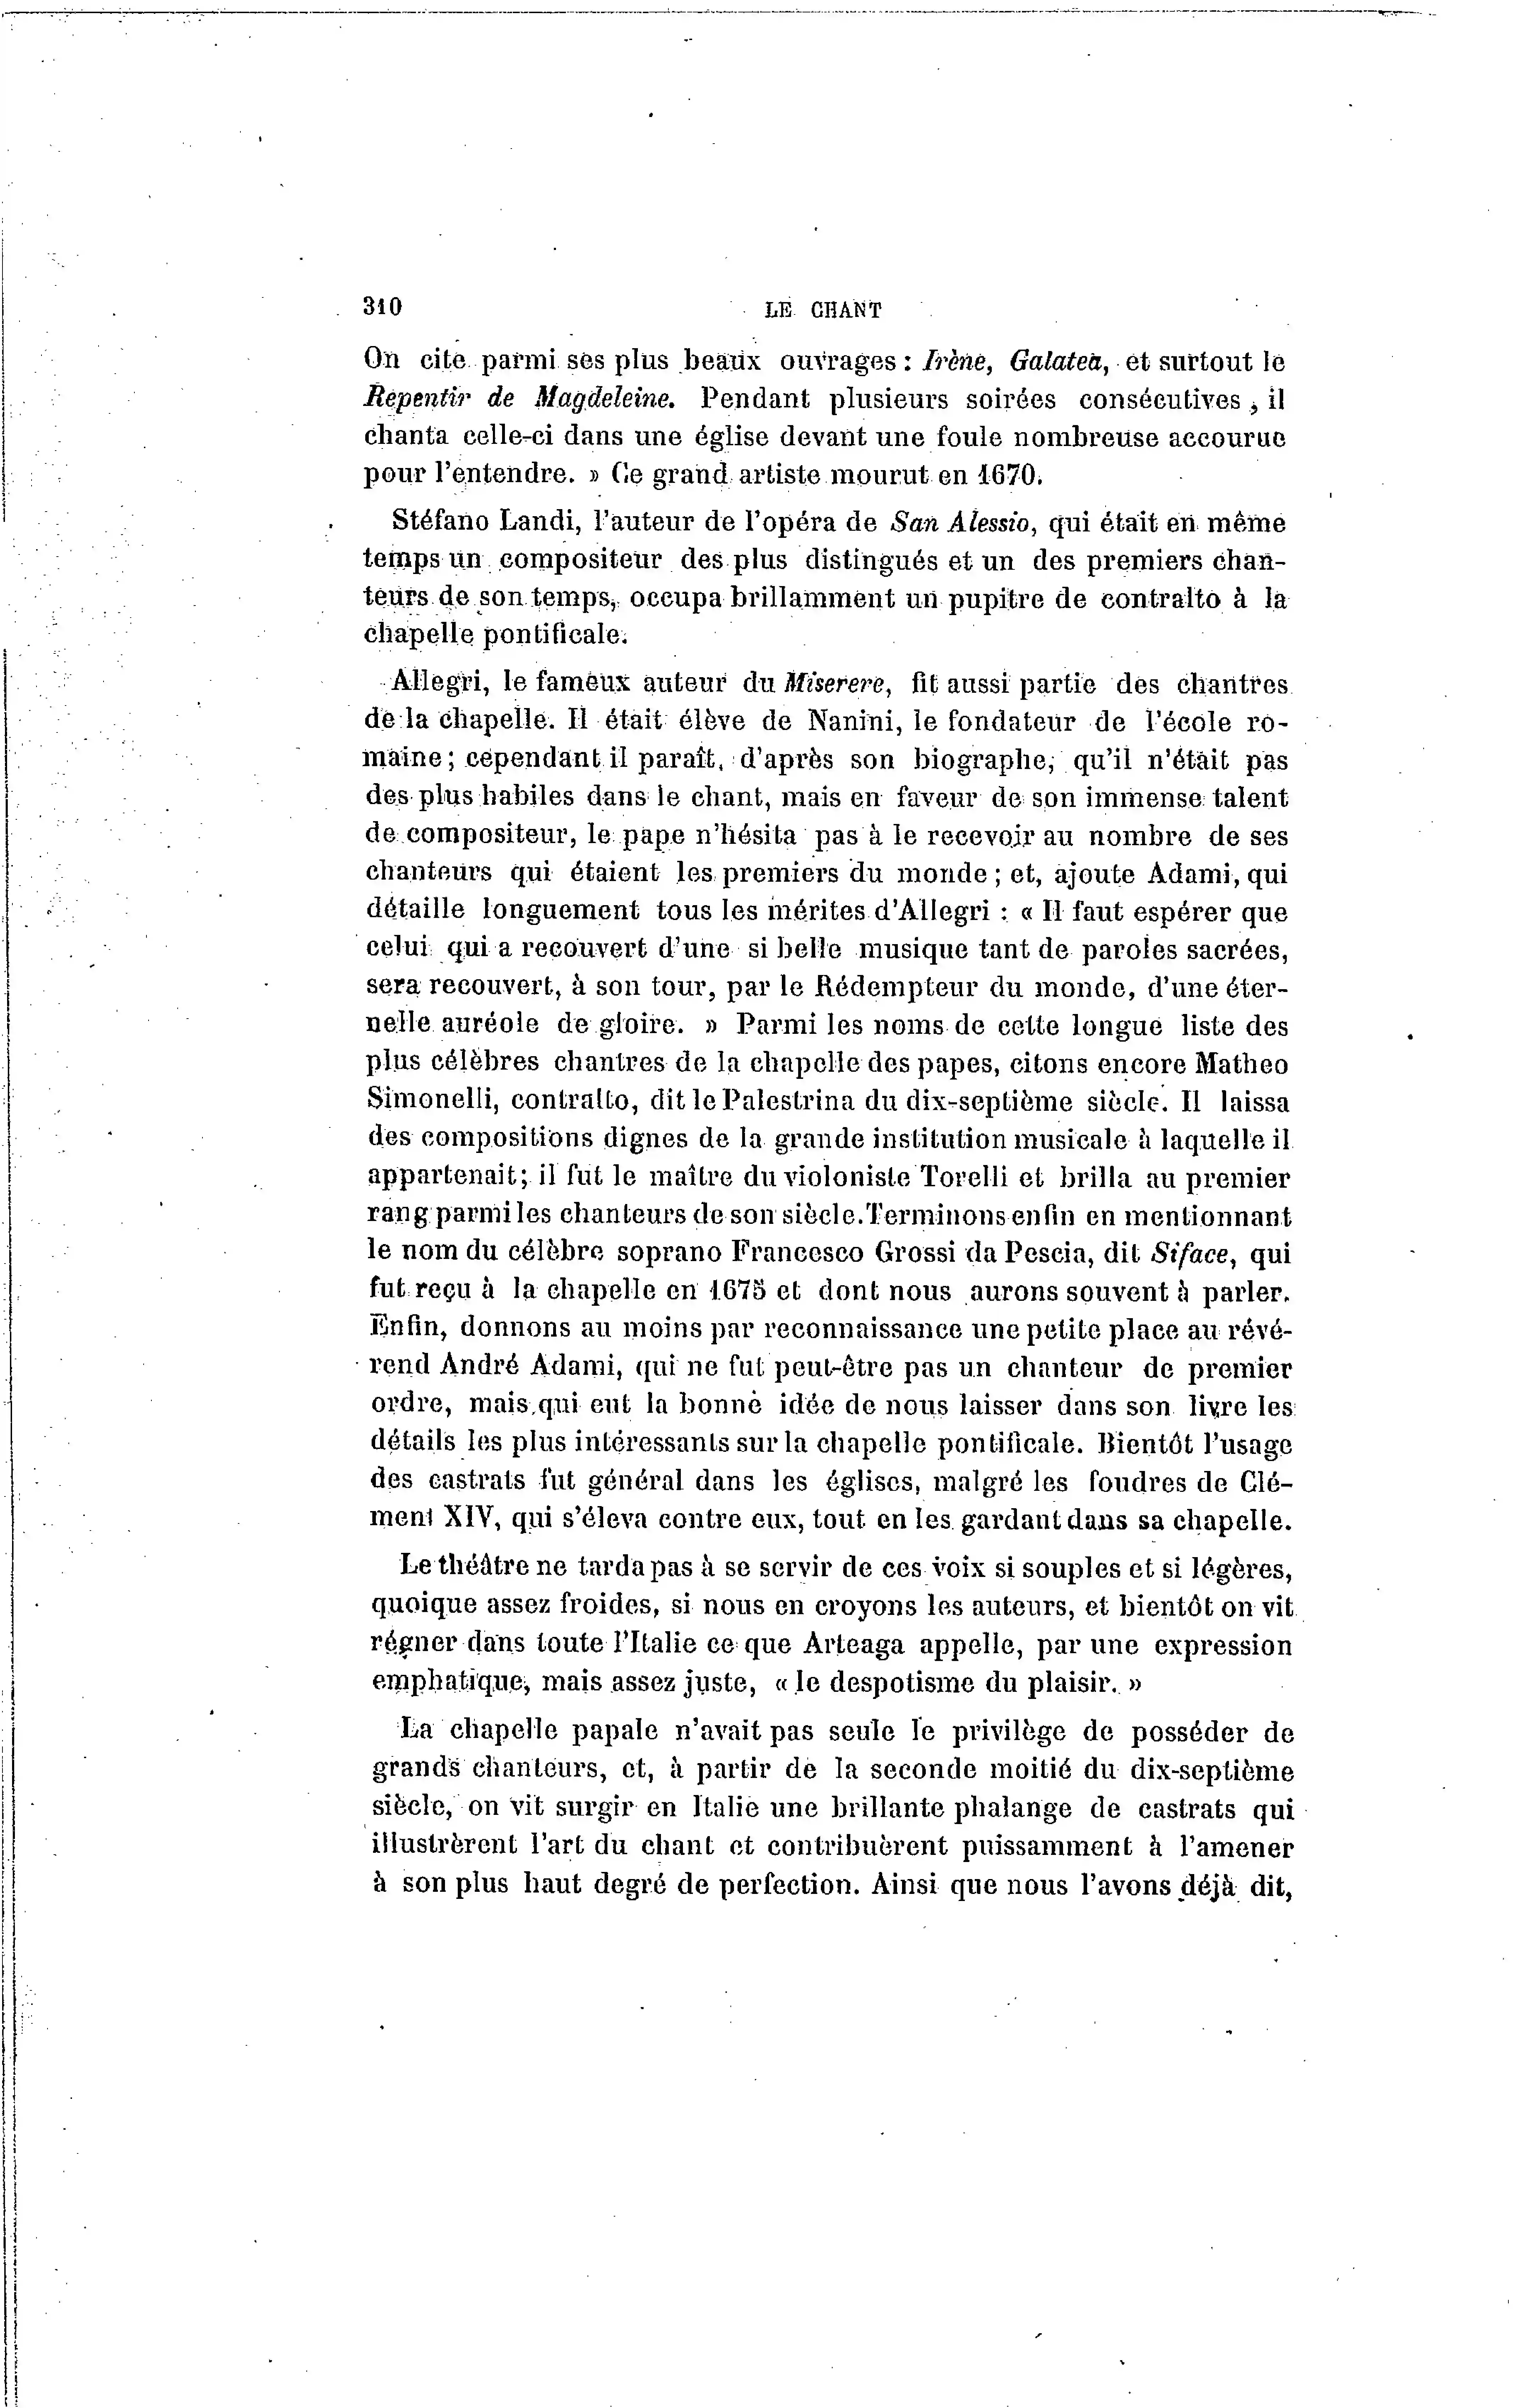 310 LE CHANT
On cite parmi ses plus beaux ouvrages : Irène, Galatea, et surtout le
Repentir de Magdeleine. Pendant plusieurs soirées consécutives, il
chanta celle-ci dans une église devant une foule nombreuse accourue
pour l'entendre. » Ce grand artiste mourut en 1670.
Stéfano Landi, l'auteur de l'opéra de San Alessio, qui était en même
temps un compositeur des plus distingués et un des premiers chan-
teurs de son temps, occupa brillamment un pupitre de contralto à la
chapelle pontificale.
Allegri, le fameux auteur du Miserere, fit aussi partie des chantres
de la chapelle. Il était élève de Nanini, le fondateur de l'école ro-
maine ; cependant il paraît, d'après son biographe, qu'il n'était pas
des plus habiles dans le chant, mais en faveur de son immense talent
de compositeur, le pape n'hésita pas à le recevoir au nombre de ses
chanteurs qui étaient les premiers du monde ; et, ajoute Adami, qui
détaille longuement tous les mérites d'Allegri : « Il faut espérer que
celui qui a recouvert d'une si belle musique tant de paroles sacrées,
sera recouvert, à son tour, par le Rédempteur du monde, d'une éter-
nelle auréole de gloire. » Parmi les noms de cette longue liste des
plus célèbres chantres de la chapelle des papes, citons encore Matheo
Simonelli, contralto, dit le Palestrina du dix-septième siècle. Il laissa
des compositions dignes de la grande institution musicale à laquelle il
appartenait ; il fut le maître du violoniste Torelli et brilla au premier
rang parmi les chanteurs de son siècle. Terminons enfin en mentionnant
le nom du célèbre soprano Francesco Grossi da Pescia, dit Siface, qui
fut reçu à la chapelle en 1675 et dont nous aurons souvent à parler.
Enfin, donnons au moins par reconnaissance une petite place au révé-
rend André Adami, qui ne fut peut-être pas un chanteur de premier
ordre, mais qui eut la bonne idée de nous laisser dans son livre les
détails les plus intéressants sur la chapelle pontificale. Bientôt l'usage
des castrats fut général dans les églises, malgré les foudres de Clé-
ment XIV, qui s'éleva contre eux, tout en les gardant dans sa chapelle.
Le théâtre ne tarda pas à se servir de ces voix si souples et si légères,
quoique assez froides, si nous en croyons les auteurs, et bientôt on vit
régner dans toute l'Italie ce que Arteaga appelle, par une expression
emphatique, mais assez juste, « le despotisme du plaisir. »
La chapelle papale n'avait pas seule le privilège de posséder de
grands chanteurs, et, à partir de la seconde moitié du dix-septième
siècle, on vit surgir en Italie une brillante phalange de castrats qui
illustrèrent l'art du chant et contribuèrent puissamment à l'amener
à son plus haut degré de perfection. Ainsi que nous l'avons déjà dit,